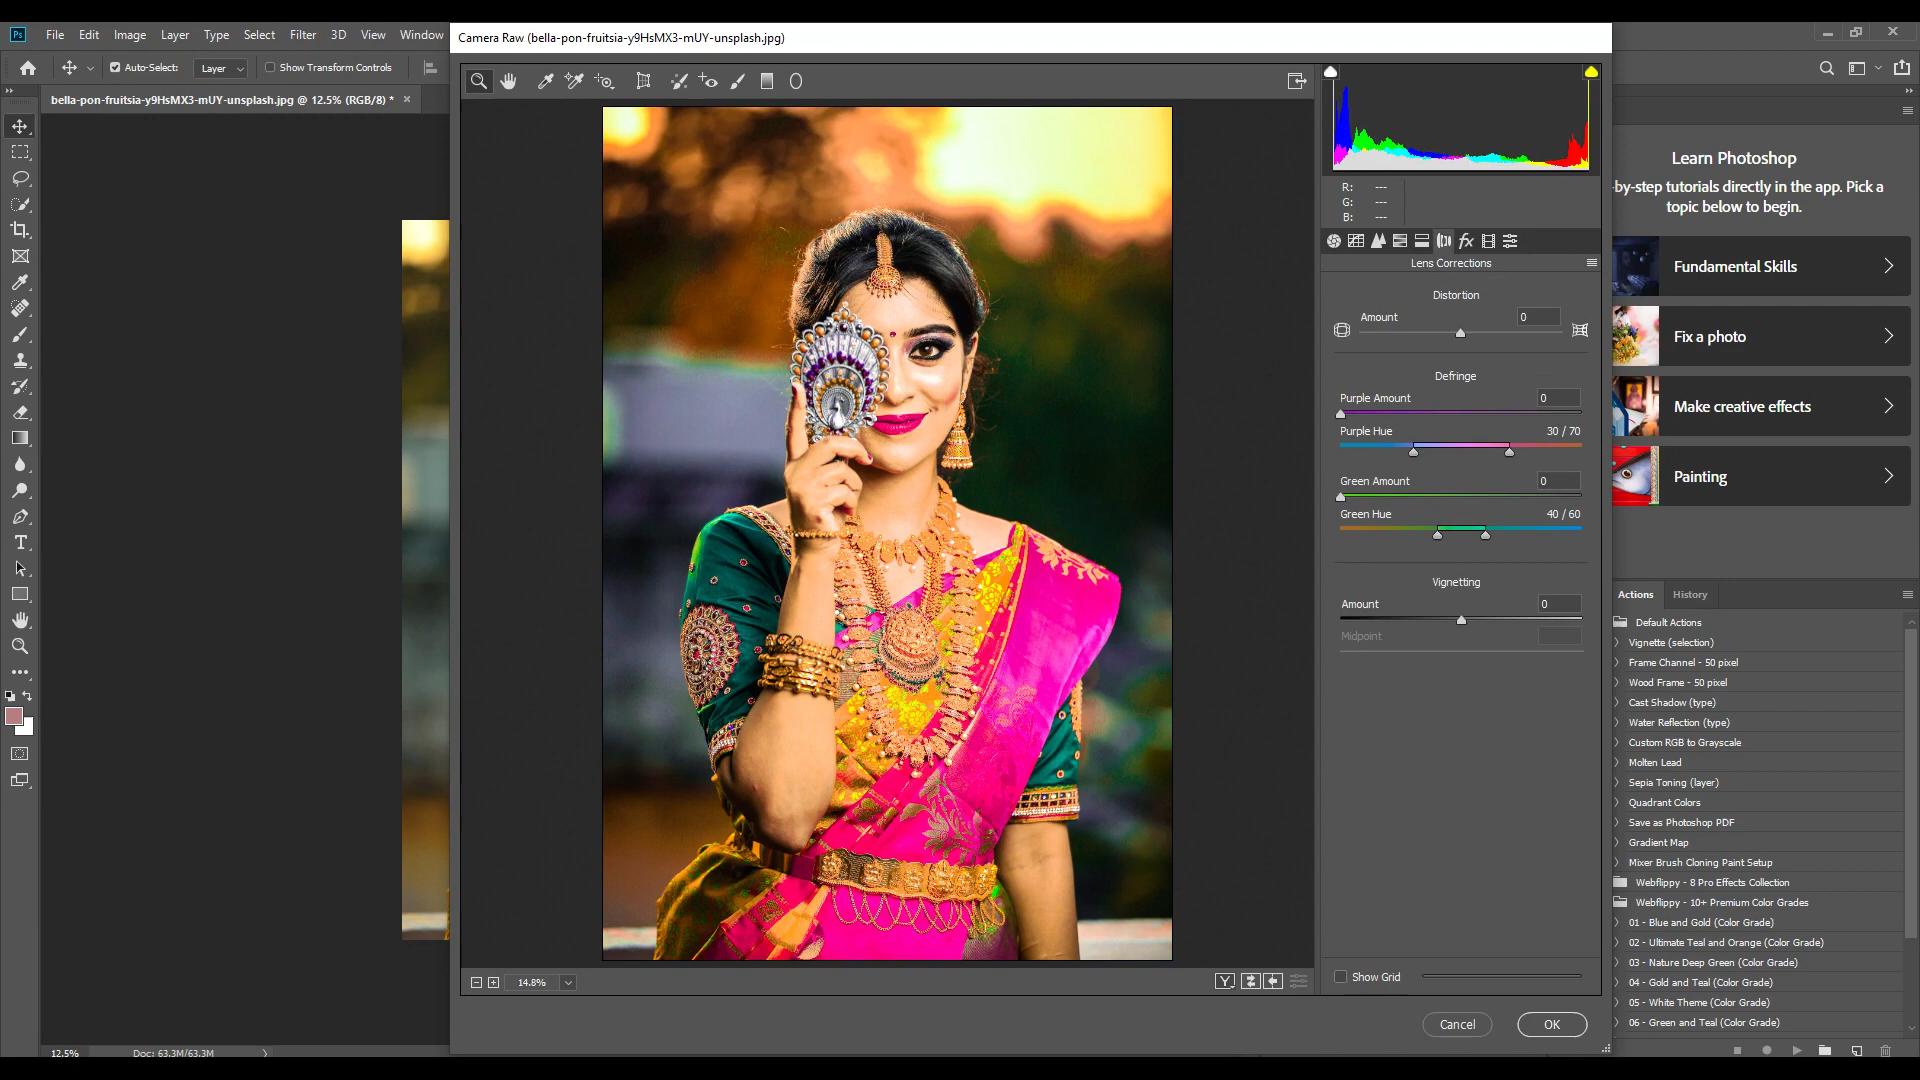 Ps File Edit Image Layer Type Select Filter 3D View Window
Auto-Select: Layer Show Transform Controls
bella-pon-fruitsia-y9HsMX3-mUY-unsplash.jpg @ 12.5% (RGB/8) * ×
Camera Raw (bella-pon-fruitsia-y9HsMX3-mUY-unsplash.jpg)
R: ---
G: ---
B: ---
fx
Lens Corrections
Distortion
Amount 0
Defringe
Purple Amount 0
Purple Hue 30 / 70
Green Amount 0
Green Hue 40 / 60
Vignetting
Amount 0
Midpoint
Show Grid
14.8%
Y
Cancel OK
Learn Photoshop
-by-step tutorials directly in the app. Pick a
topic below to begin.
Fundamental Skills
Fix a photo
Make creative effects
Painting
Actions History
Default Actions
Vignette (selection)
Frame Channel - 50 pixel
Wood Frame - 50 pixel
Cast Shadow (type)
Water Reflection (type)
Custom RGB to Grayscale
Molten Lead
Sepia Toning (layer)
Quadrant Colors
Save as Photoshop PDF
Gradient Map
Mixer Brush Cloning Paint Setup
Webflippy - 8 Pro Effects Collection
Webflippy - 10+ Premium Color Grades
01 - Blue and Gold (Color Grade)
02 - Ultimate Teal and Orange (Color Grade)
03 - Nature Deep Green (Color Grade)
04 - Gold and Teal (Color Grade)
05 - White Theme (Color Grade)
06 - Green and Teal (Color Grade)
12.5% Doc: 63.3M/63.3M